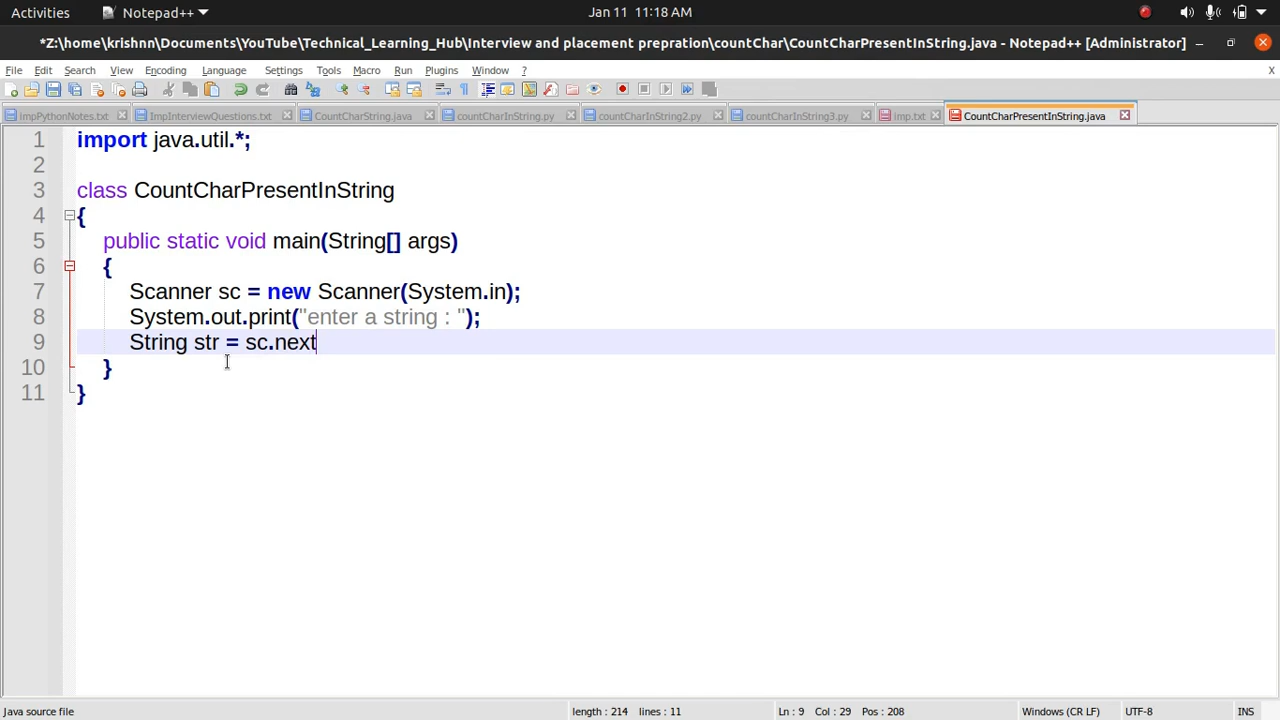 Activities Notepad++ Jan 11 11:18 AM
*Z:\home\krishnn\Documents\YouTube\Technical_Learning_Hub\Interview and placement prepration\countChar\CountCharPresentInString.java - Notepad++ [Administrator]
File Edit Search View Encoding Language Settings Tools Macro Run Plugins Window ? X
impPythonNotes.txt ImpInterviewQuestions.txt CountCharString.java countCharInString.py countCharInString2.py countCharInString3.py imp.txt CountCharPresentInString.java
1 import java.util.*;
2
3 class CountCharPresentInString
4 {
5 public static void main(String[] args)
6 {
7 Scanner sc = new Scanner(System.in);
8 System.out.print("enter a string : ");
9 String str = sc.next
10 }
11 }
Java source file length : 214 lines : 11 Ln : 9 Col : 29 Pos : 208 Windows (CR LF) UTF-8 INS